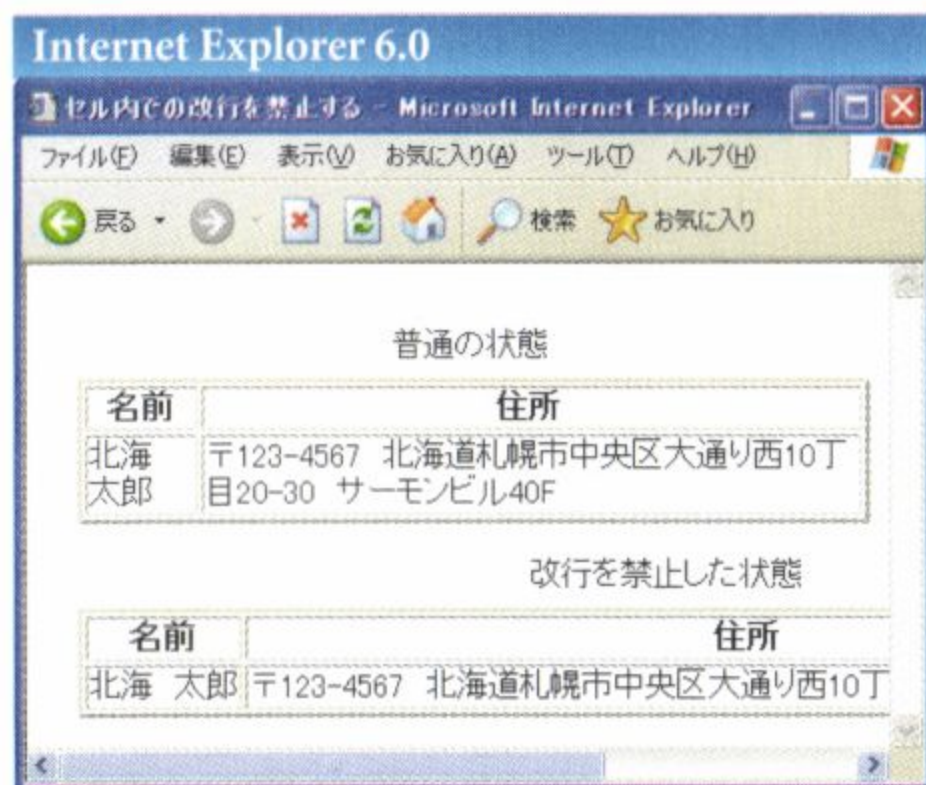 Internet Explorer 6.0
セル内での改行を禁止する - Microsoft Internet Explorer
ファイル(F) 編集(E) 表示(V) お気に入り(A) ツール(T) ヘルプ(H)
戻る 検索 お気に入り
普通の状態
名前 住所
北海 〒123-4567 北海道札幌市中央区大通り西10丁
太郎 目20-30 サーモンビル40F
改行を禁止した状態
名前 住所
北海 太郎 〒123-4567 北海道札幌市中央区大通り西10丁